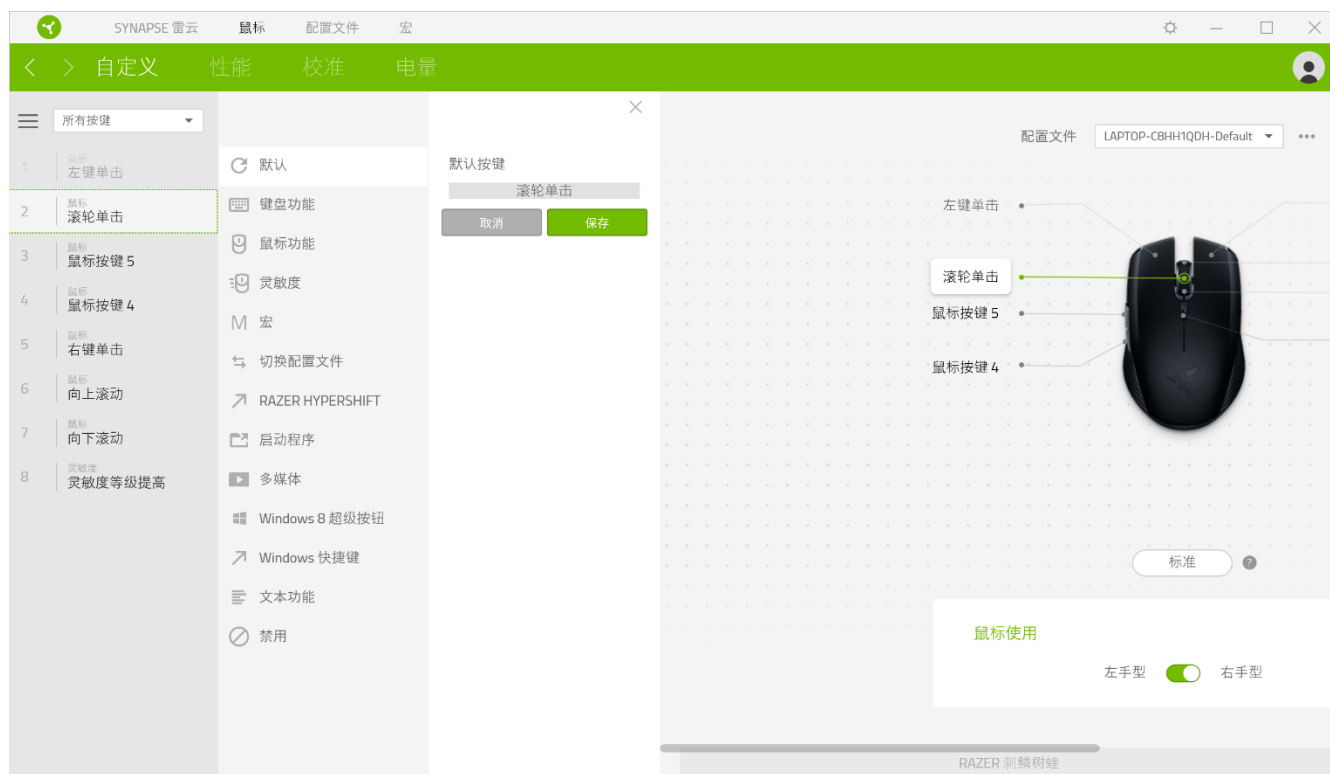 SYNAPSE 雷云 鼠标 配置文件 宏
自定义 性能 校准 电量
所有按键
1 鼠标
左键单击
2 鼠标
滚轮单击
3 鼠标
鼠标按键 5
4 鼠标
鼠标按键 4
5 鼠标
右键单击
6 鼠标
向上滚动
7 鼠标
向下滚动
8 灵敏度
灵敏度等级提高
默认
键盘功能
鼠标功能
灵敏度
M 宏
切换配置文件
RAZER HYPERSHIFT
启动程序
多媒体
Windows 8 超级按钮
Windows 快捷键
文本功能
禁用
默认按键
滚轮单击
取消 保存
配置文件 LAPTOP-C8HH1QDH-Default
左键单击
滚轮单击
鼠标按键 5
鼠标按键 4
标准 ?
鼠标使用
左手型 右手型
RAZER 刺鳞树蝰